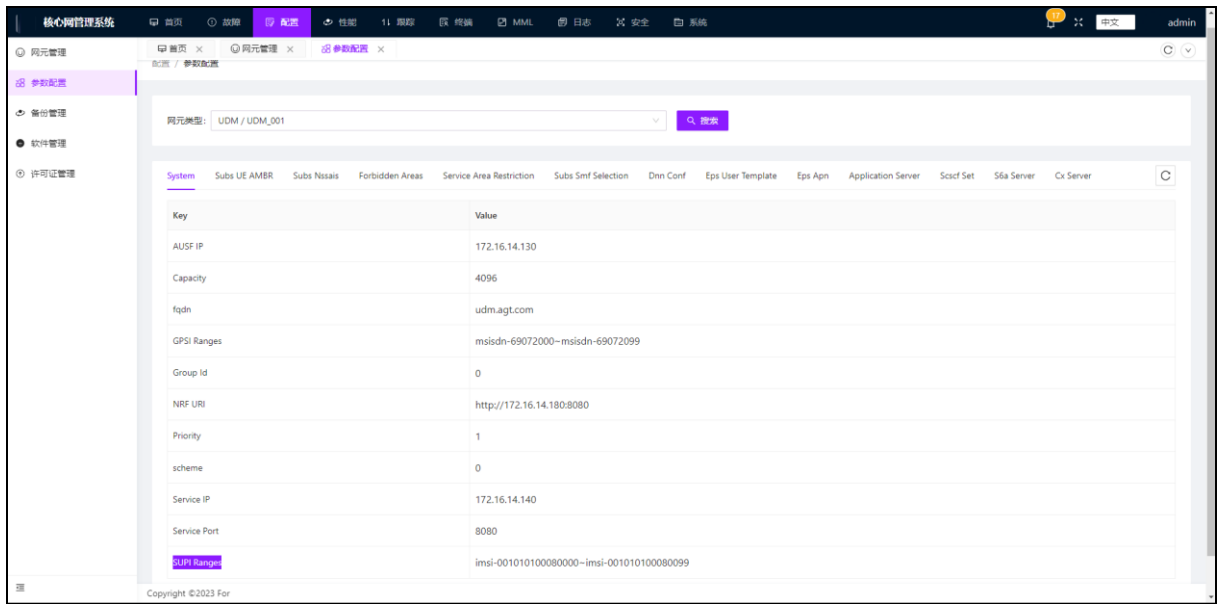 核心网管理系统 首页 故障 配置 性能 跟踪 终端 MML 日志 安全 系统 17 中文 admin
网元管理 首页 网元管理 参数配置
配置 / 参数配置
参数配置
备份管理
网元类型: UDM / UDM_001 搜索
软件管理
许可证管理
System Subs UE AMBR Subs Nssais Forbidden Areas Service Area Restriction Subs Smf Selection Dnn Conf Eps User Template Eps Apn Application Server Scscf Set S6a Server Cx Server
Key Value
AUSF IP 172.16.14.130
Capacity 4096
fqdn udm.agt.com
GPSI Ranges msisdn-69072000~msisdn-69072099
Group Id 0
NRF URI http://172.16.14.180:8080
Priority 1
scheme 0
Service IP 172.16.14.140
Service Port 8080
SUPI Ranges imsi-001010100080000~imsi-001010100080099
Copyright ©2023 For